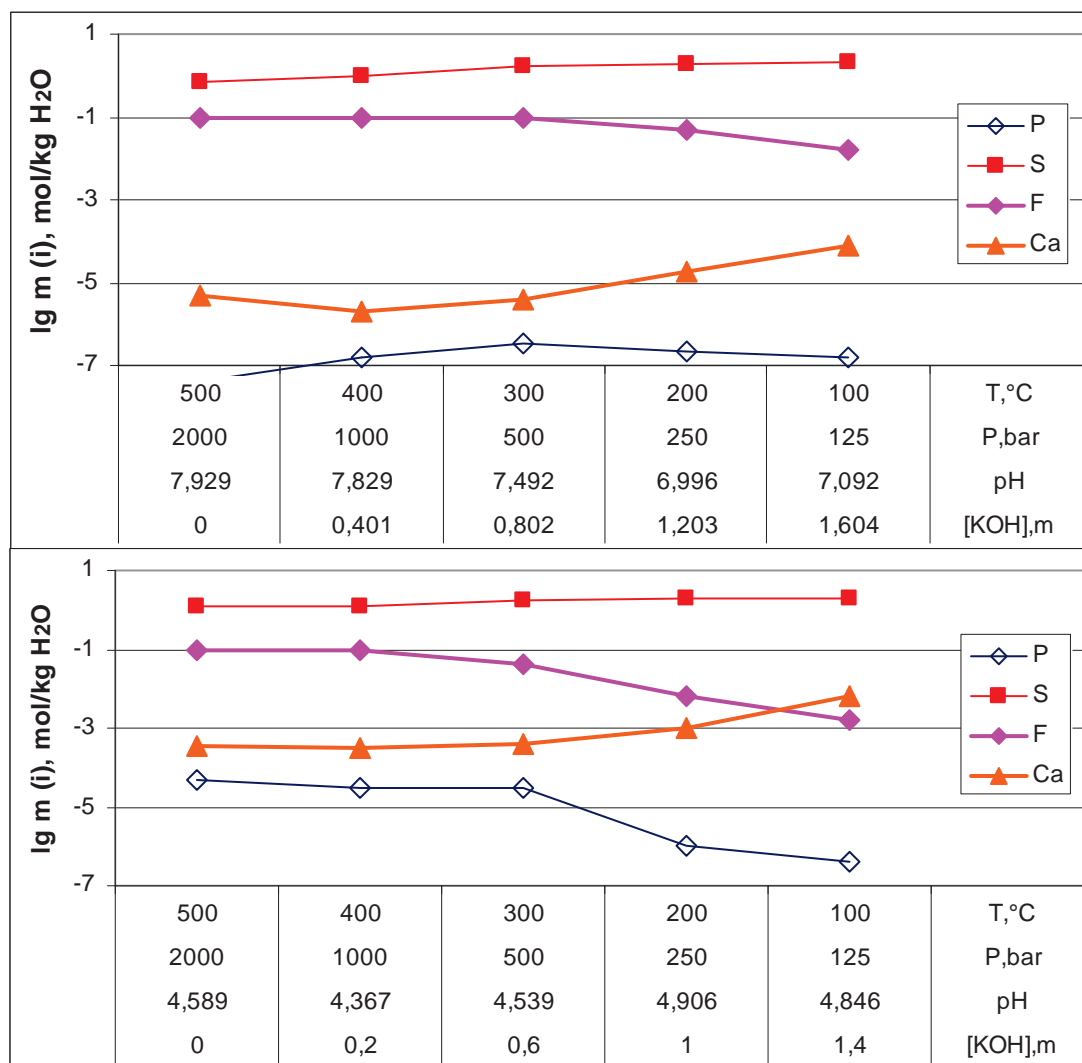 1
-1
-3
-5
-7
lg m (i), mol/kg H2O
P
S
F
Ca
500 400 300 200 100 T,°C
2000 1000 500 250 125 P,bar
7,929 7,829 7,492 6,996 7,092 pH
0 0,401 0,802 1,203 1,604 [KOH],m
1
-1
-3
-5
-7
lg m (i), mol/kg H2O
P
S
F
Ca
500 400 300 200 100 T,°C
2000 1000 500 250 125 P,bar
4,589 4,367 4,539 4,906 4,846 pH
0 0,2 0,6 1 1,4 [KOH],m